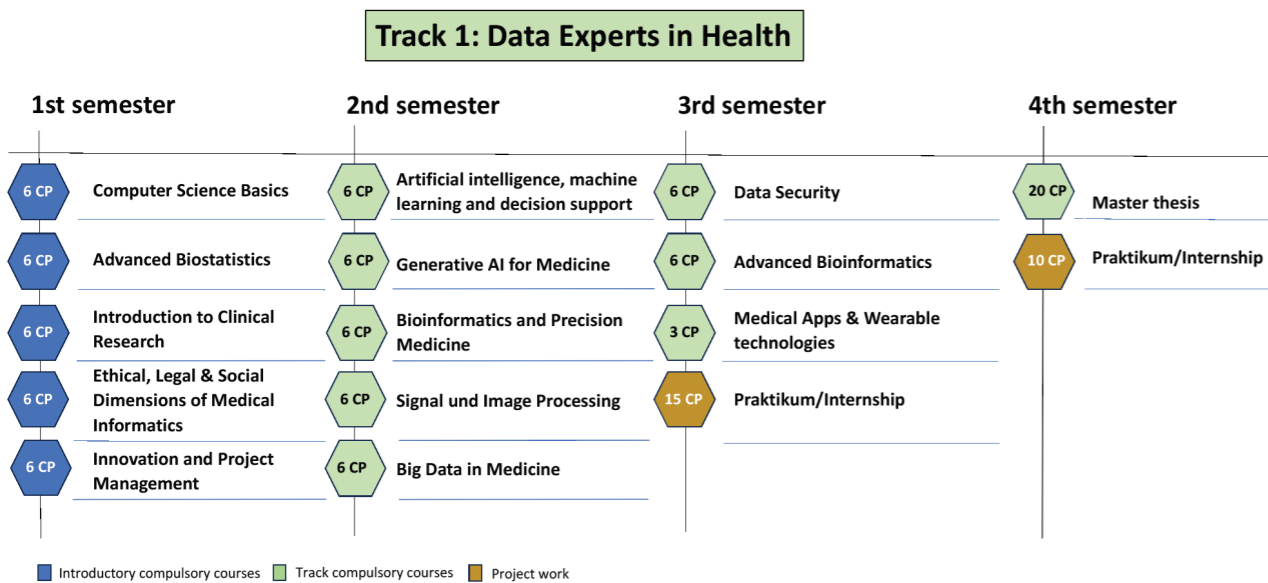 Track 1: Data Experts in Health
1st semester
6 CP
Computer Science Basics
6 CP
Advanced Biostatistics
6 CP
Introduction to Clinical
Research
6 CP
Ethical, Legal & Social
Dimensions of Medical
Informatics
6 CP
Innovation and Project
Management
2nd semester
6 CP
Artificial intelligence, machine
learning and decision support
6 CP
Generative AI for Medicine
6 CP
Bioinformatics and Precision
Medicine
6 CP
Signal und Image Processing
6 CP
Big Data in Medicine
3rd semester
6 CP
Data Security
6 CP
Advanced Bioinformatics
3 CP
Medical Apps & Wearable
technologies
15 CP
Praktikum/Internship
4th semester
20 CP
Master thesis
10 CP
Praktikum/Internship
Introductory compulsory courses
Track compulsory courses
Project work